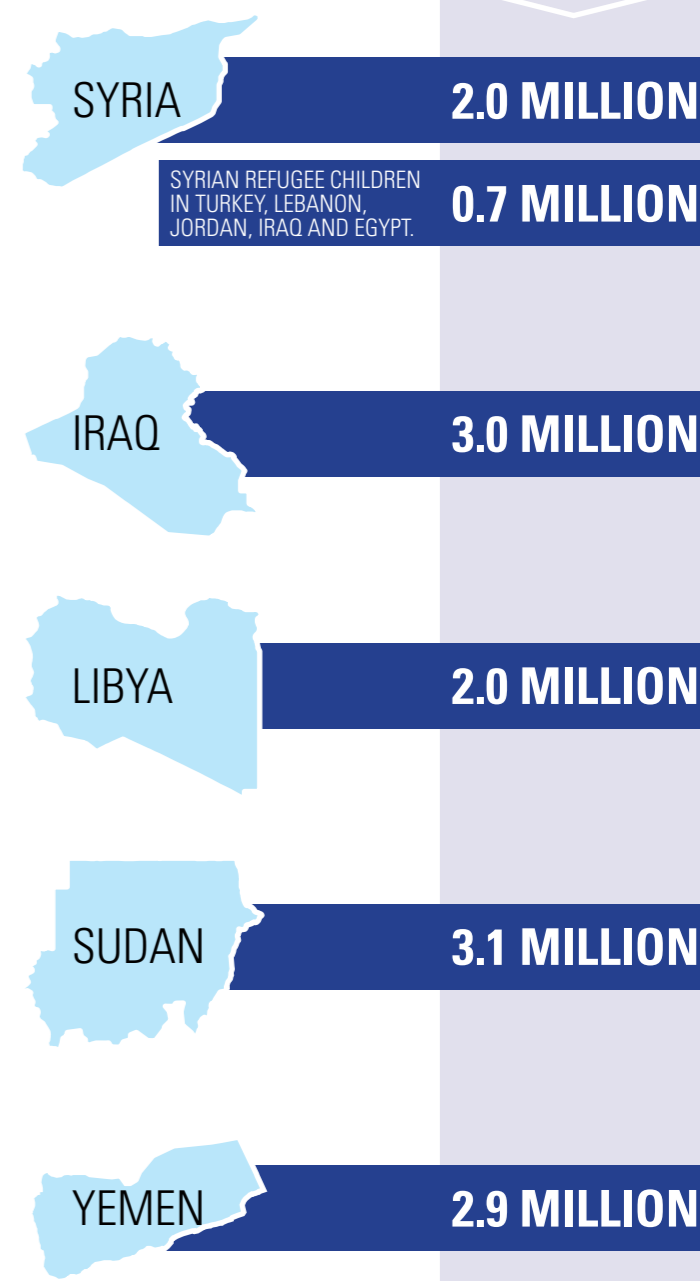 SYRIA
2.0 MILLION
SYRIAN REFUGEE CHILDREN
IN TURKEY, LEBANON,
JORDAN, IRAQ AND EGYPT.
0.7 MILLION
IRAQ
3.0 MILLION
LIBYA
2.0 MILLION
SUDAN
3.1 MILLION
YEMEN
2.9 MILLION